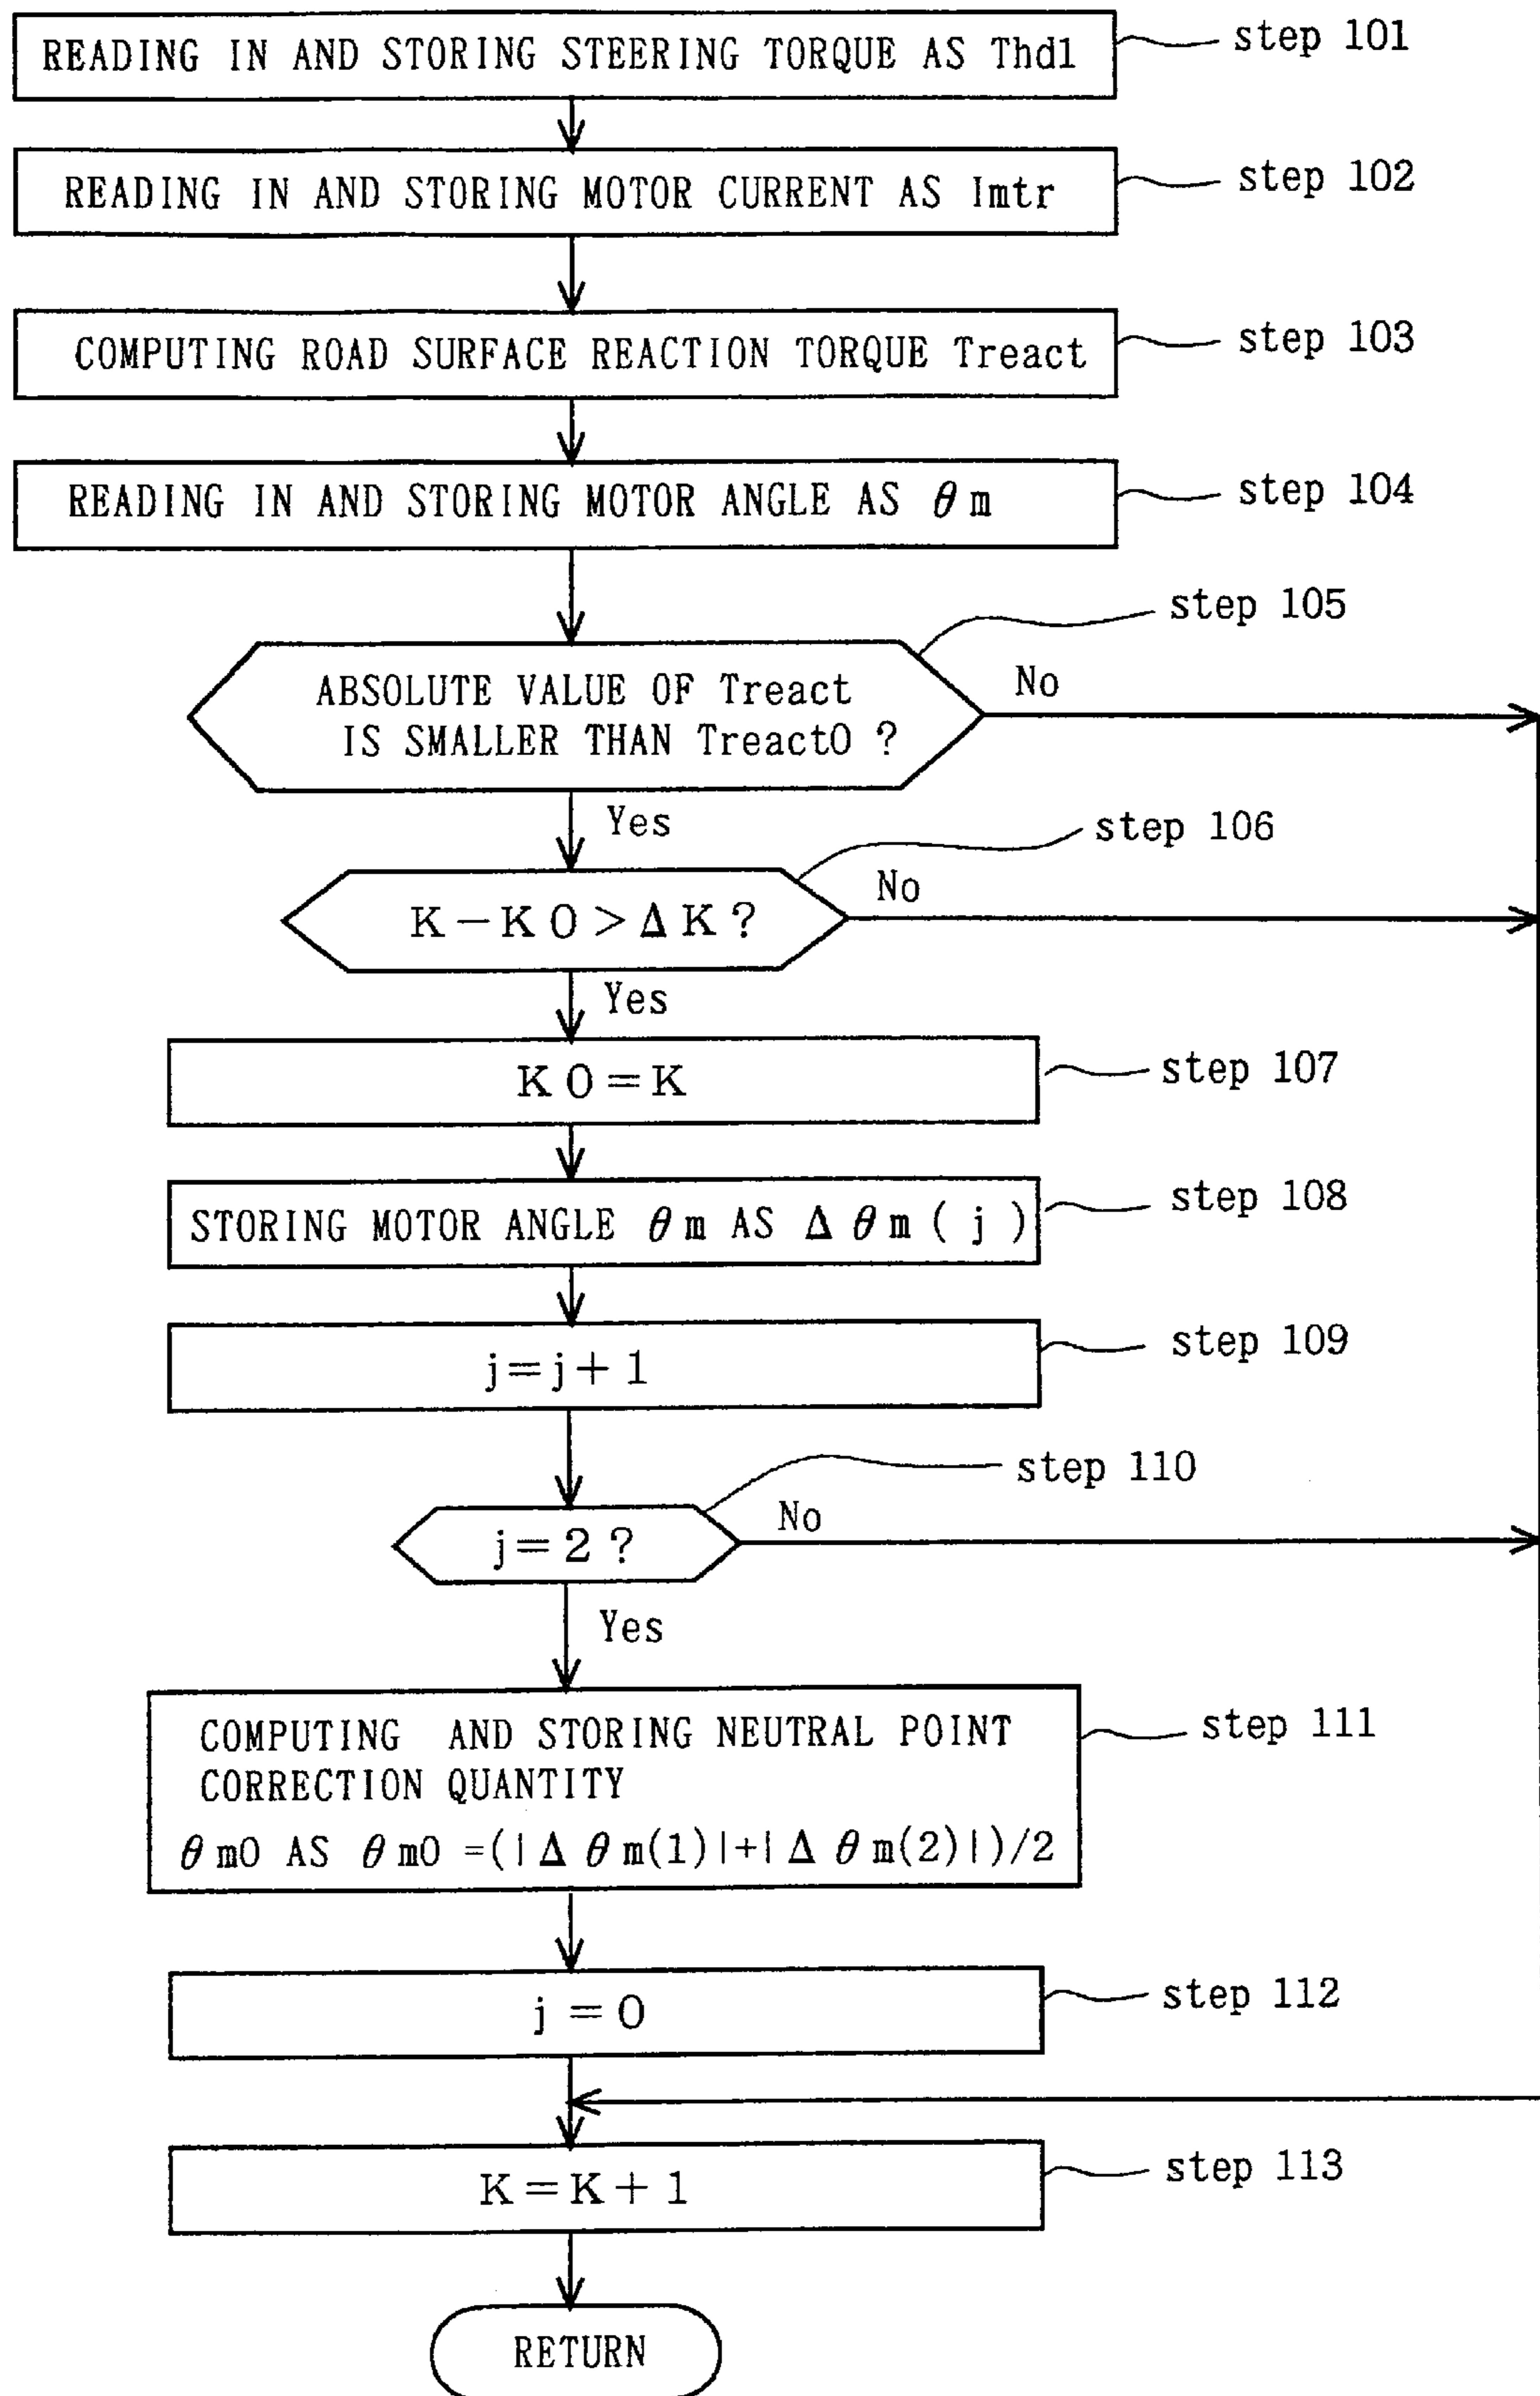 READING IN AND STORING STEERING TORQUE AS Thdl
step 101
READING IN AND STORING MOTOR CURRENT AS Imtr
step 102
COMPUTING ROAD SURFACE REACTION TORQUE Treact
step 103
READING IN AND STORING MOTOR ANGLE AS θm
step 104
step 105
ABSOLUTE VALUE OF Treact
IS SMALLER THAN Treact0 ?
No
Yes
step 106
K-K0>ΔK?
No
Yes
K0=K
step 107
STORING MOTOR ANGLE θm AS Δθm(j)
step 108
j=j+1
step 109
step 110
j=2?
No
Yes
COMPUTING AND STORING NEUTRAL POINT
CORRECTION QUANTITY
θm0 AS θm0 =(|Δθm(1)|+|Δθm(2)|)/2
step 111
j=0
step 112
K=K+1
step 113
RETURN